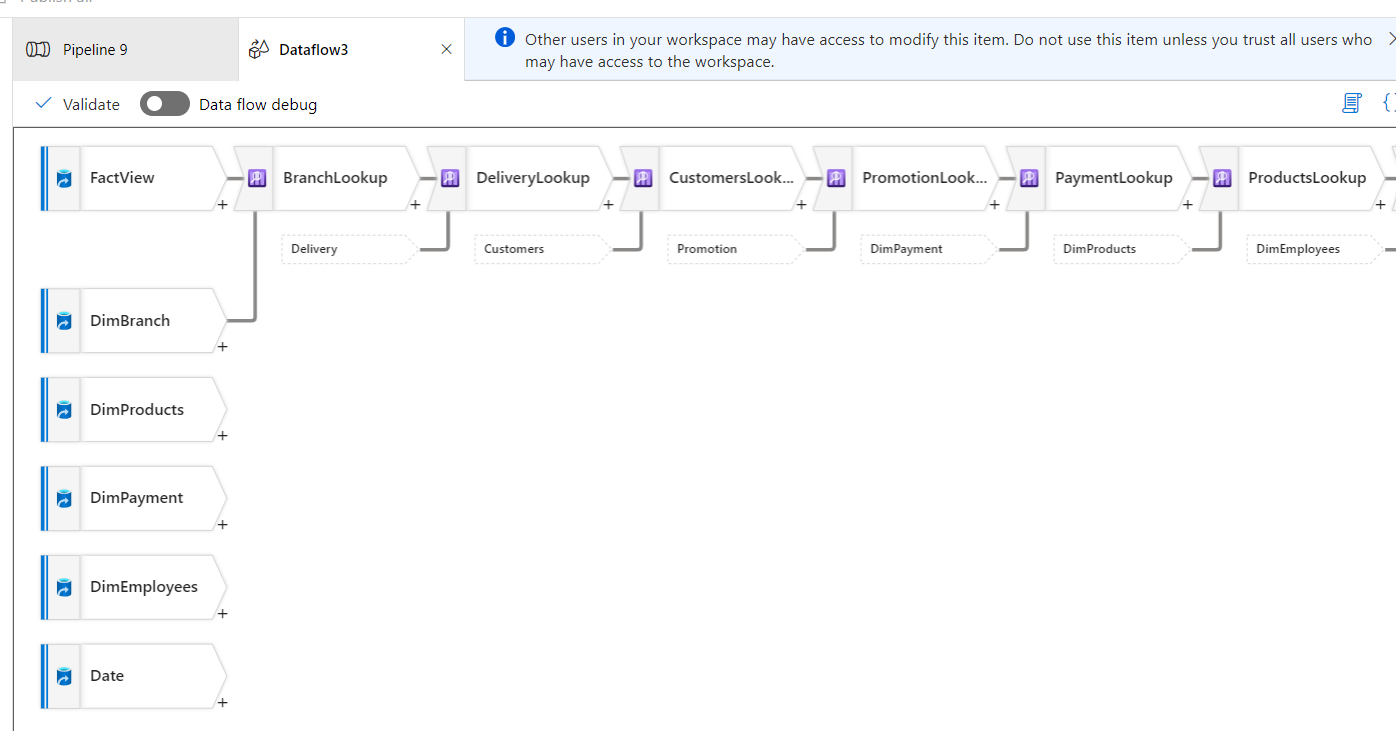 Pipeline 9
Dataflow3
Other users in your workspace may have access to modify this item. Do not use this item unless you trust all users who
may have access to the workspace.
Validate
Data flow debug
FactView
BranchLookup
DeliveryLookup
CustomersLook...
PromotionLook...
PaymentLookup
ProductsLookup
+ + + + + + +
Delivery
Customers
Promotion
DimPayment
DimProducts
DimEmployees
DimBranch
+
DimProducts
+
DimPayment
+
DimEmployees
+
Date
+